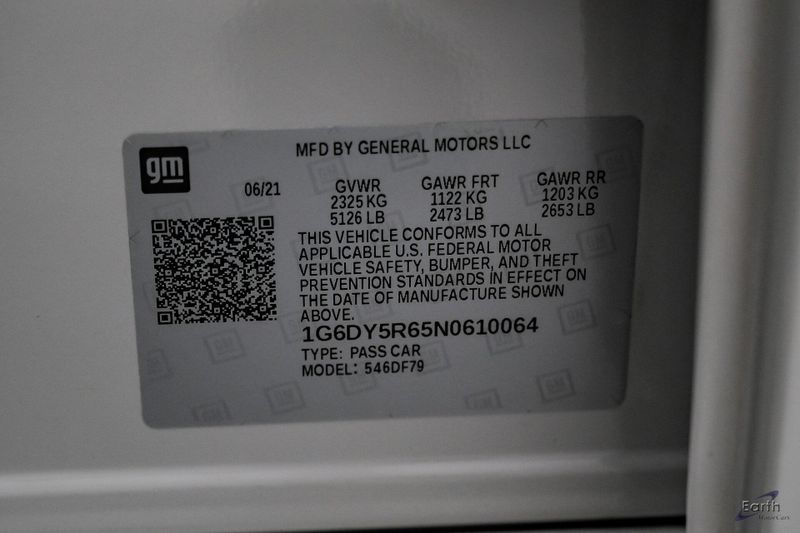 gm
MFD BY GENERAL MOTORS LLC
06/21
GVWR
2325 KG
5126 LB
GAWR FRT
1122 KG
2473 LB
GAWR RR
1203 KG
2653 LB
THIS VEHICLE CONFORMS TO ALL
APPLICABLE U.S. FEDERAL MOTOR
VEHICLE SAFETY, BUMPER, AND THEFT
PREVENTION STANDARDS IN EFFECT ON
THE DATE OF MANUFACTURE SHOWN
ABOVE.
1G6DY5R65N0610064
TYPE: PASS CAR
MODEL: 546DF79
Earth
MotorCars